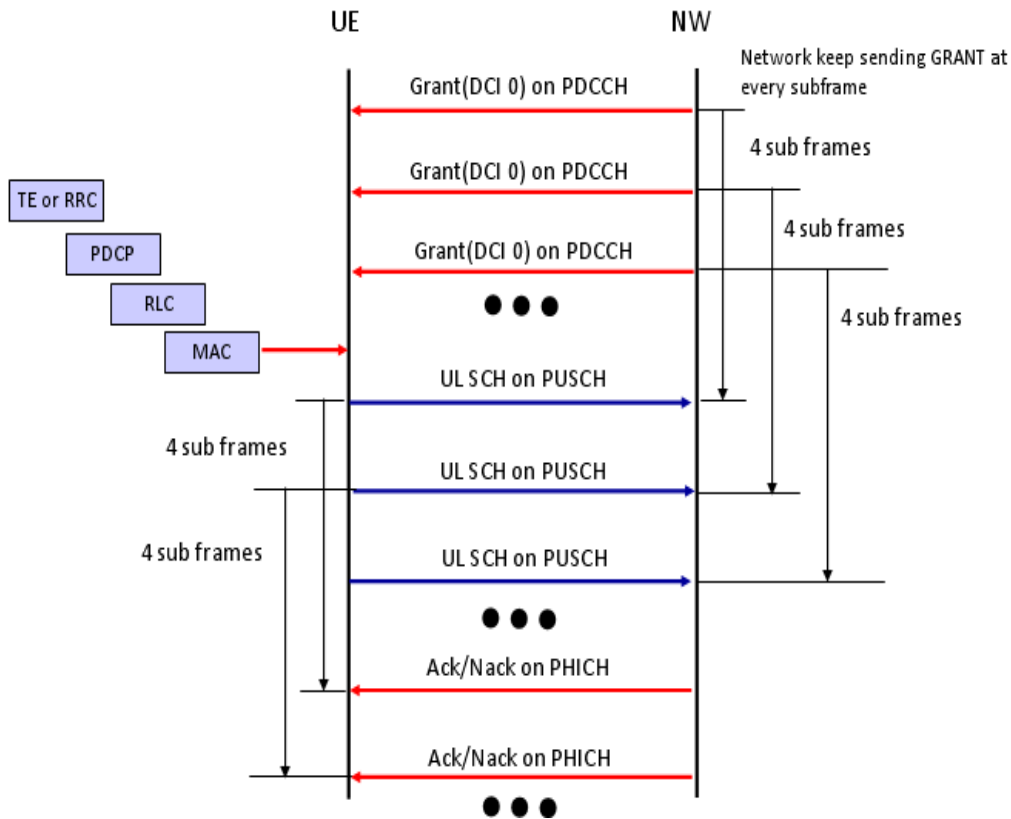 UE
NW
Network keep sending GRANT at
every subframe
Grant(DCI 0) on PDCCH
4 sub frames
Grant(DCI 0) on PDCCH
TE or RRC
4 sub frames
PDCP
Grant(DCI 0) on PDCCH
RLC
4 sub frames
MAC
UL SCH on PUSCH
4 sub frames
UL SCH on PUSCH
4 sub frames
UL SCH on PUSCH
Ack/Nack on PHICH
Ack/Nack on PHICH